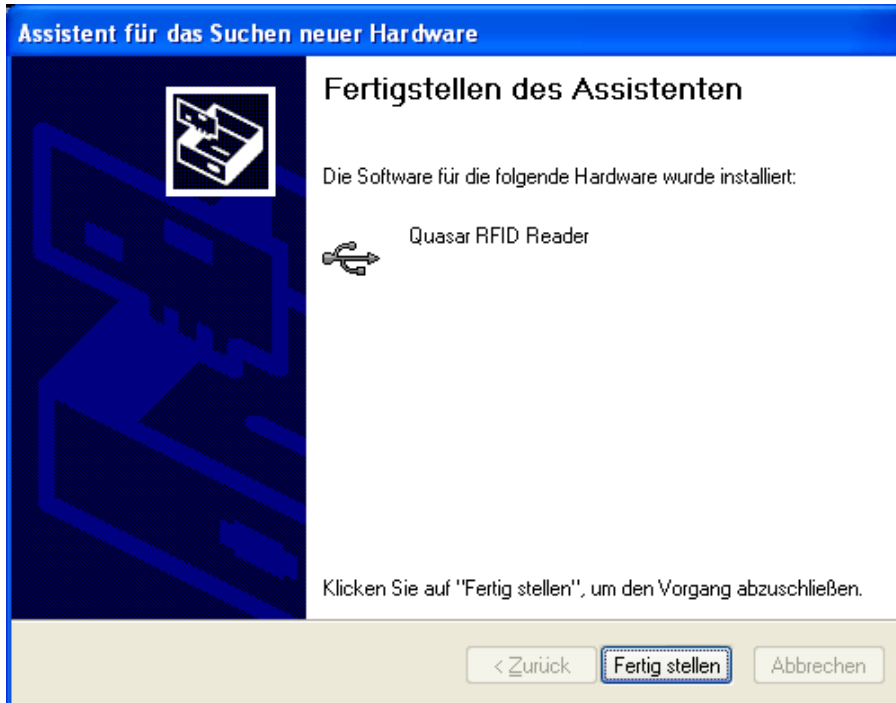 Assistent für das Suchen neuer Hardware
Fertigstellen des Assistenten
Die Software für die folgende Hardware wurde installiert:
Quasar RFID Reader
Klicken Sie auf "Fertig stellen", um den Vorgang abzuschließen.
< Zurück
Fertig stellen
Abbrechen